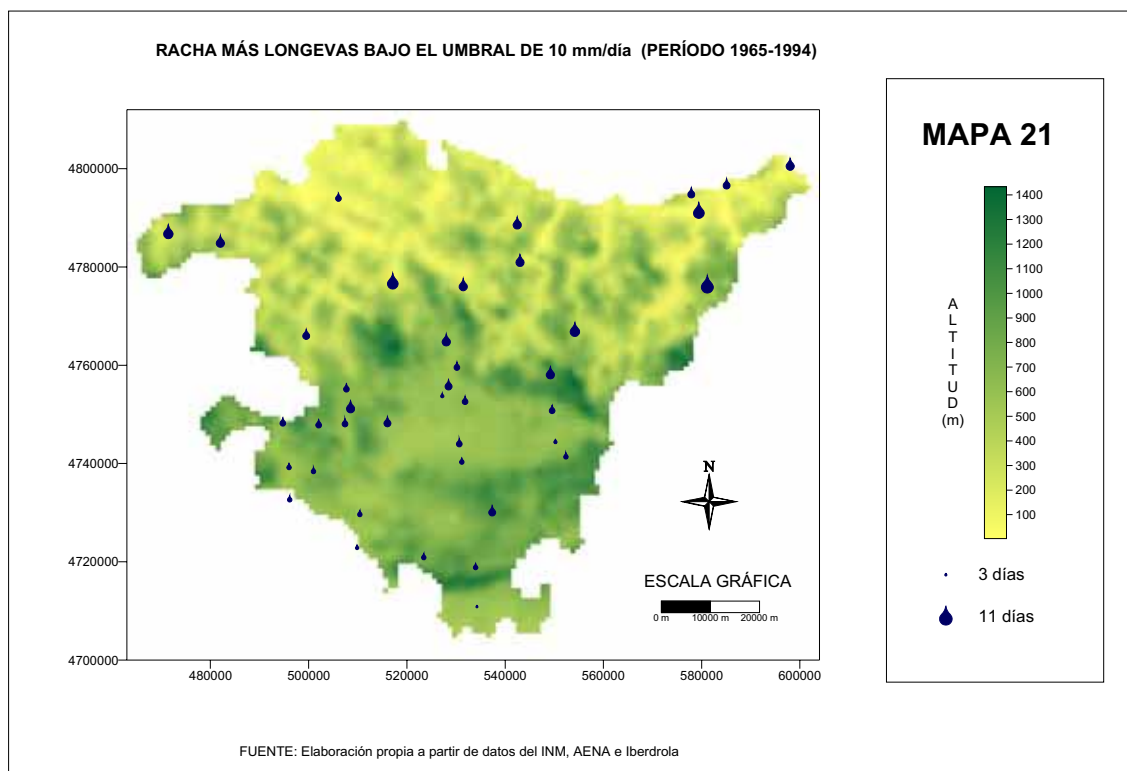 RACHA MÁS LONGEVAS BAJO EL UMBRAL DE 10 mm/día (PERÍODO 1965-1994)
MAPA 21
4800000
4780000
4760000
4740000
4720000
4700000
480000
500000
520000
540000
560000
580000
600000
N
ESCALA GRÁFICA
0 m
10000 m
20000 m
ALTITUD
(m)
1400
1300
1200
1100
1000
900
800
700
600
500
400
300
200
100
3 días
11 días
FUENTE: Elaboración propia a partir de datos del INM, AENA e Iberdrola